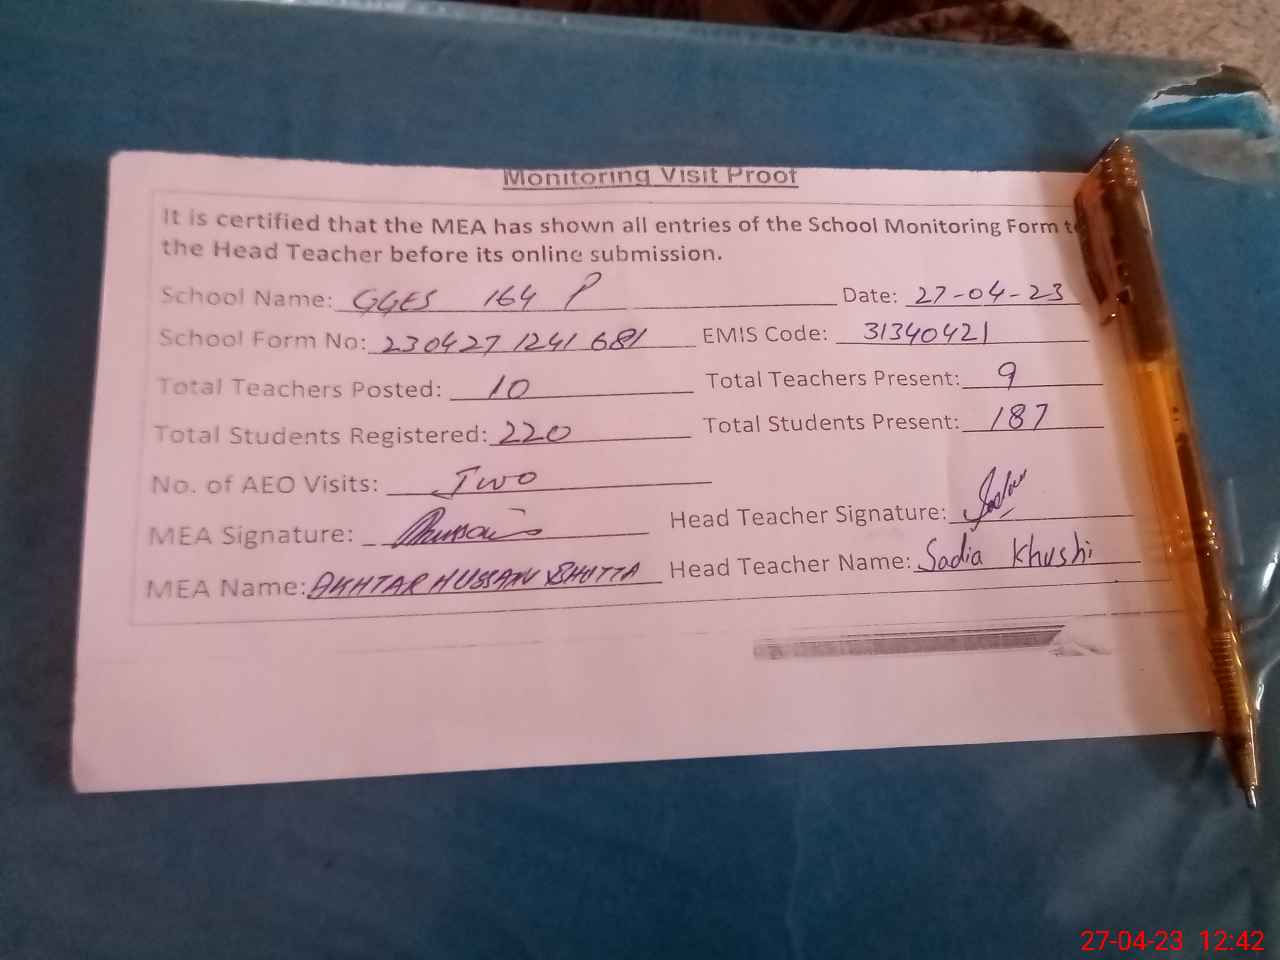 Monitoring Visit Proof
It is certified that the MEA has shown all entries of the School Monitoring Form to
the Head Teacher before its online submission.
School Name: GGES 164 P Date: 27-04-23
School Form No: 230427 1241 681 EMIS Code: 31340421
Total Teachers Posted: 10 Total Teachers Present: 9
Total Students Registered: 220 Total Students Present: 187
No. of AEO Visits: Two
MEA Signature: Head Teacher Signature:
MEA Name: AKHTAR HUSSAIN BHUTTA Head Teacher Name: Sadia Khushi
27-04-23 12:42